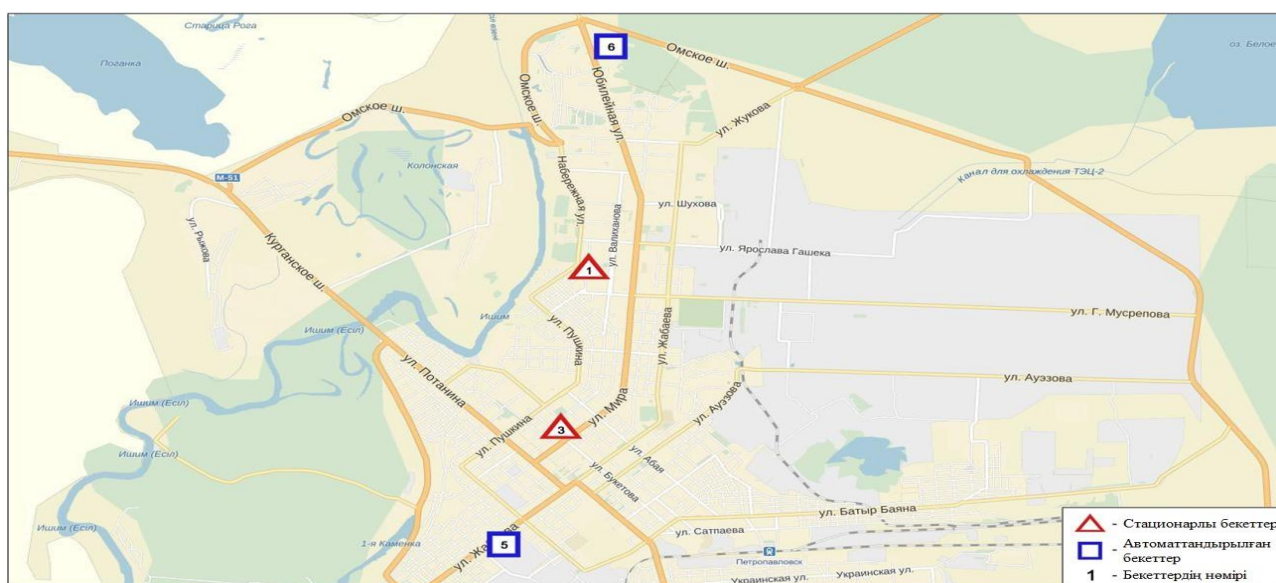 Старица Рога
Поганка
оз. Белое
6
Омское ш.
Юбилейная ул.
Омское ш.
Омское ш.
ул. Жукова
Колонская
М-51
Набережная ул.
Канал для охлаждения ТЭЦ-2
ул. Рыжкова
ул. Валиханова
ул. Шухова
ул. Ярослава Гашека
Курганское ш.
1
Ишим
Ишим (Есіл)
ул. Г. Мусрепова
ул. Пушкина
ул. Жабаева
ул. Потанина
ул. Ауэзова
ул. Ауэзова
Ишим (Есіл)
ул. Мира
3
ул. Пушкина
Ишим (Есіл)
ул. Абая
ул. Букетова
Ишим (Есіл)
ул. Батыр Баяна
ул. Сатпаева
5
1-я Каменка
Петропавловск
Украинская ул.
Украинская ул.
- Стационарлы бекеттер
- Автоматтандырылған
бекеттер
1 - Бекеттердің нөмірі